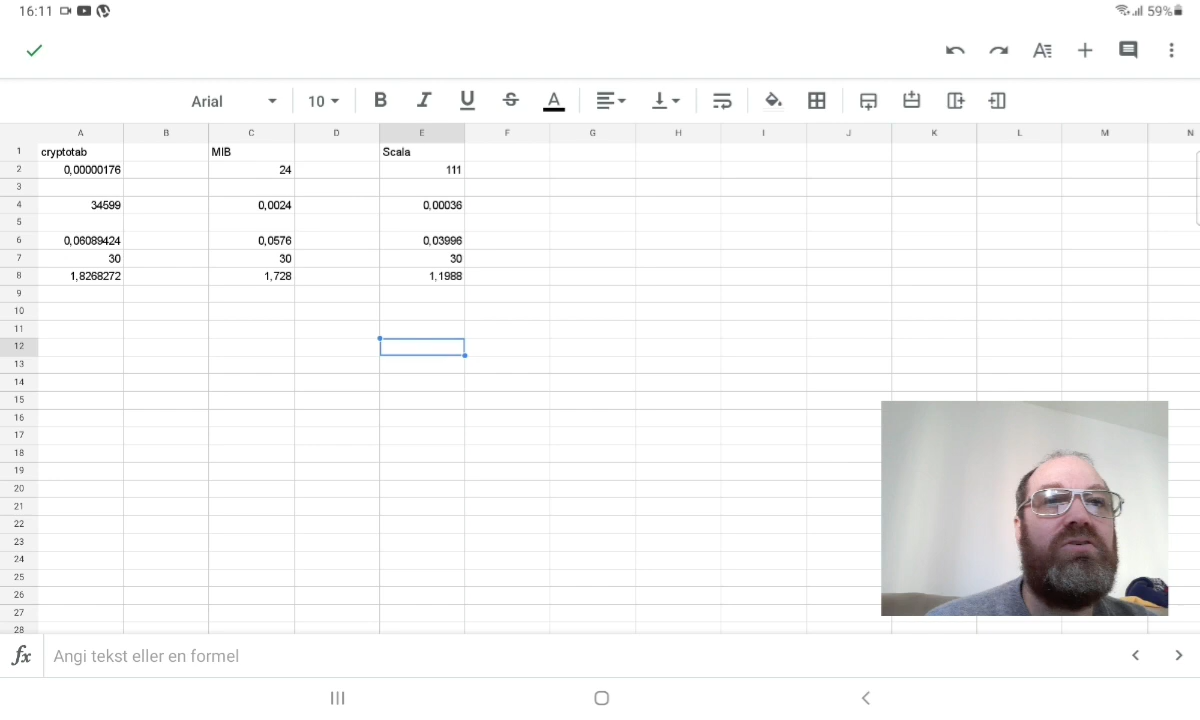 16:11 59%
Arial 10 B I U S A
A B C D E F G H I J K L M N
1 cryptotab MIB Scala
2 0,00000176 24 111
3
4 34599 0,0024 0,00036
5
6 0,06089424 0,0576 0,03996
7 30 30 30
8 1,8268272 1,728 1,1988
9
10
11
12
13
14
15
16
17
18
19
20
21
22
23
24
25
26
27
28
fx Angi tekst eller en formel